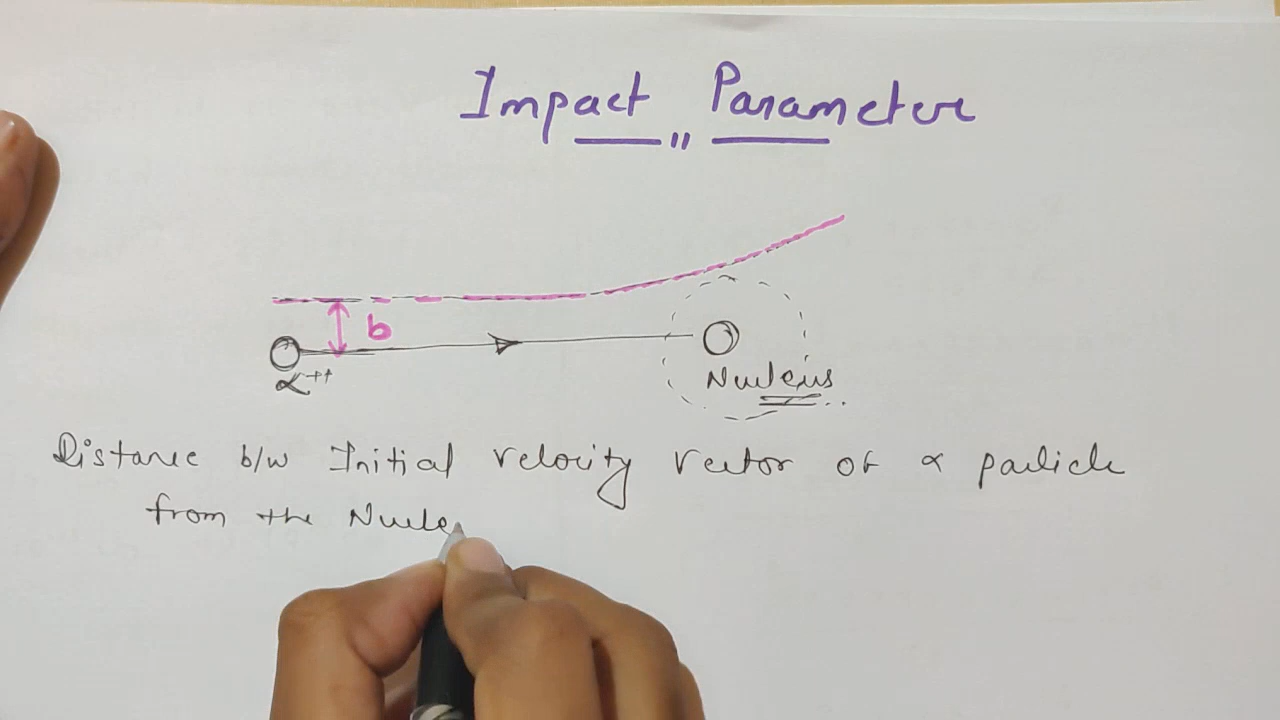 Impact Parameter
b
α++
Nucleus
Distance b/w Initial velocity vector of α particle
from the Nucle